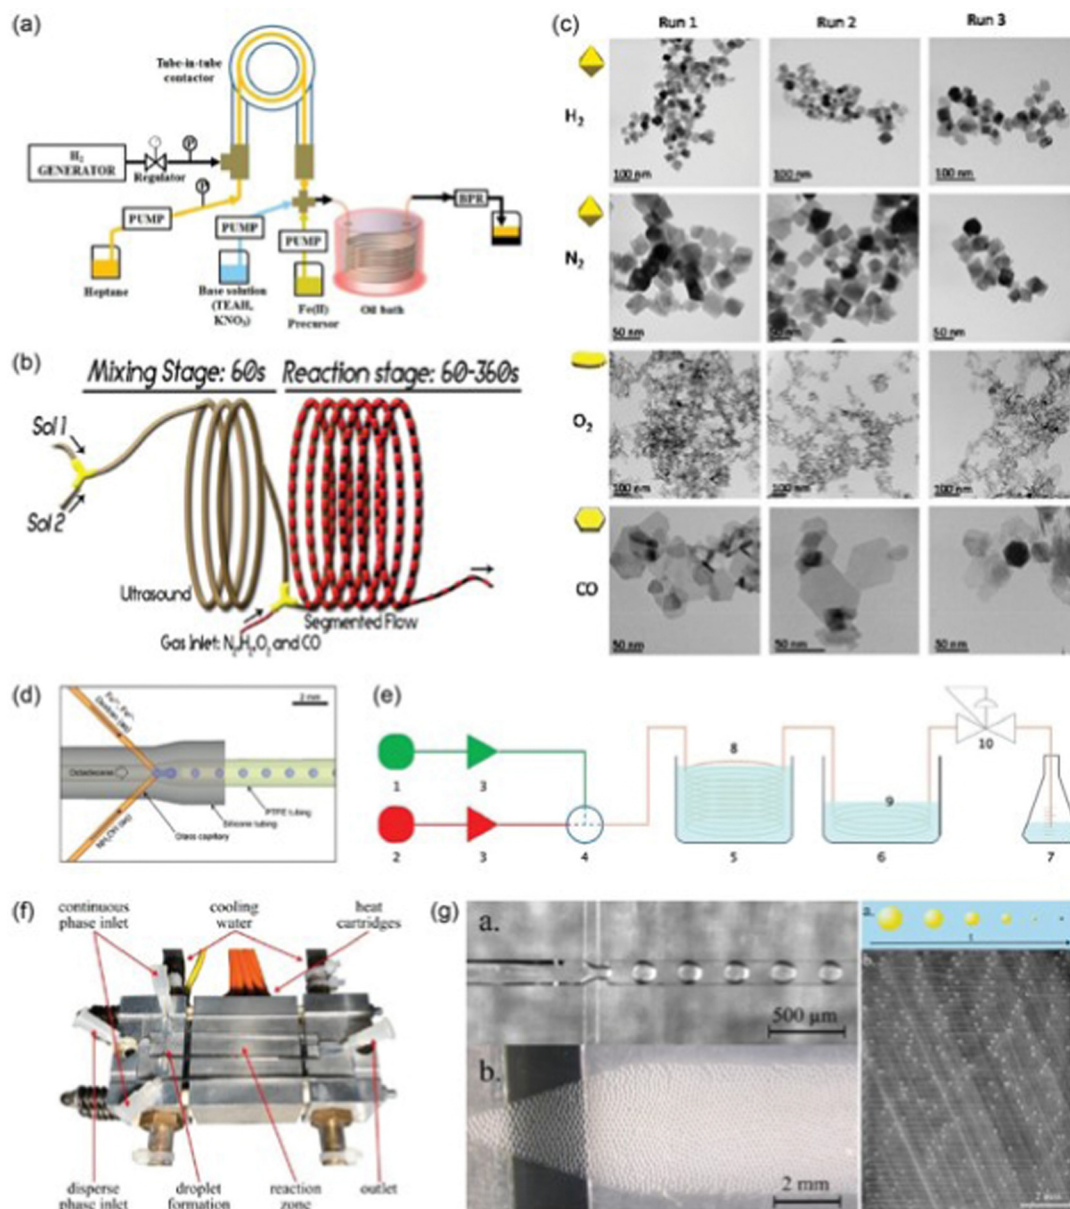 (a)
Tube-in-tube
contactor
H2
GENERATOR
Regulator
P
P
PUMP
PUMP
PUMP
BPR
Heptane
Base solution
(TEAH,
KNO3)
Fe(II)
Precursor
Oil bath
(b)
Mixing Stage: 60s
Reaction stage: 60-360s
Sol 1
Sol 2
Ultrasound
Segmented Flow
Gas Inlet: N2H2O2 and CO
(c)
Run 1
Run 2
Run 3
H2
100 nm
100 nm
100 nm
N2
50 nm
50 nm
50 nm
O2
100 nm
100 nm
100 nm
CO
50 nm
50 nm
50 nm
(d)
2 mm
Octadecene
PTFE tubing
Silicone tubing
Glass capillary
NH4OH (aq)
(e)
1
3
2
3
4
8
5
9
6
10
7
(f)
continuous
phase inlet
cooling
water
heat
cartridges
disperse
phase inlet
droplet
formation
reaction
zone
outlet
(g)
a.
500 µm
b.
2 mm
a.
t
2 mm